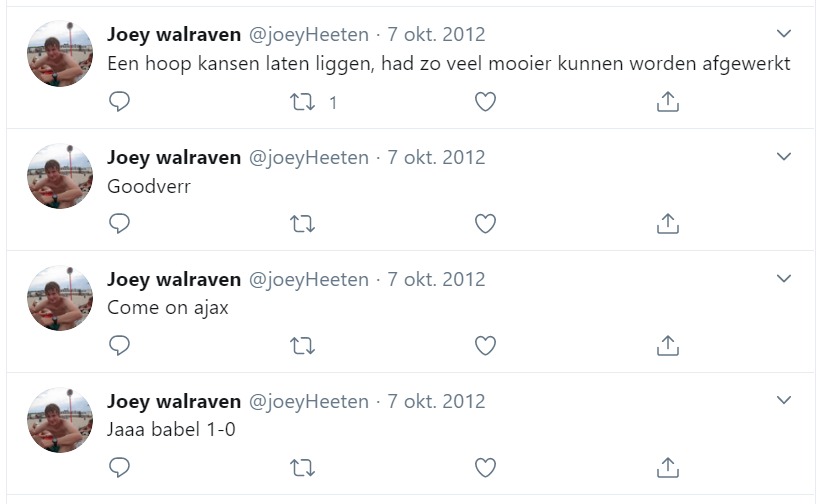 Joey walraven @joeyHeeten · 7 okt. 2012
Een hoop kansen laten liggen, had zo veel mooier kunnen worden afgewerkt
1
Joey walraven @joeyHeeten · 7 okt. 2012
Goodverr
Joey walraven @joeyHeeten · 7 okt. 2012
Come on ajax
Joey walraven @joeyHeeten · 7 okt. 2012
Jaaa babel 1-0